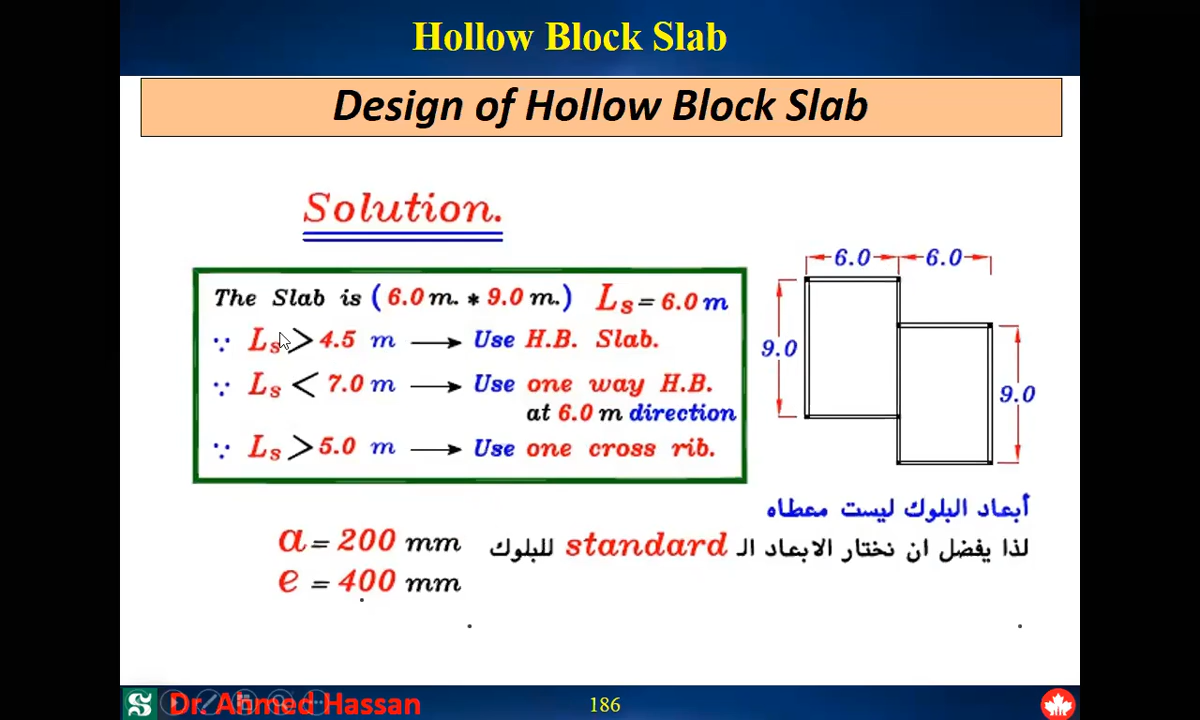 Hollow Block Slab
Design of Hollow Block Slab
Solution.
The Slab is (6.0 m. * 9.0 m.) Ls = 6.0 m
∵ Ls > 4.5 m → Use H.B. Slab.
∵ Ls < 7.0 m → Use one way H.B.
at 6.0 m direction
∵ Ls > 5.0 m → Use one cross rib.
6.0 6.0
9.0
9.0
أبعاد البلوك ليست معطاه
لذا يفضل ان نختار الابعاد الـ standard للبلوك
a = 200 mm
e = 400 mm
Dr. Ahmed Hassan
186